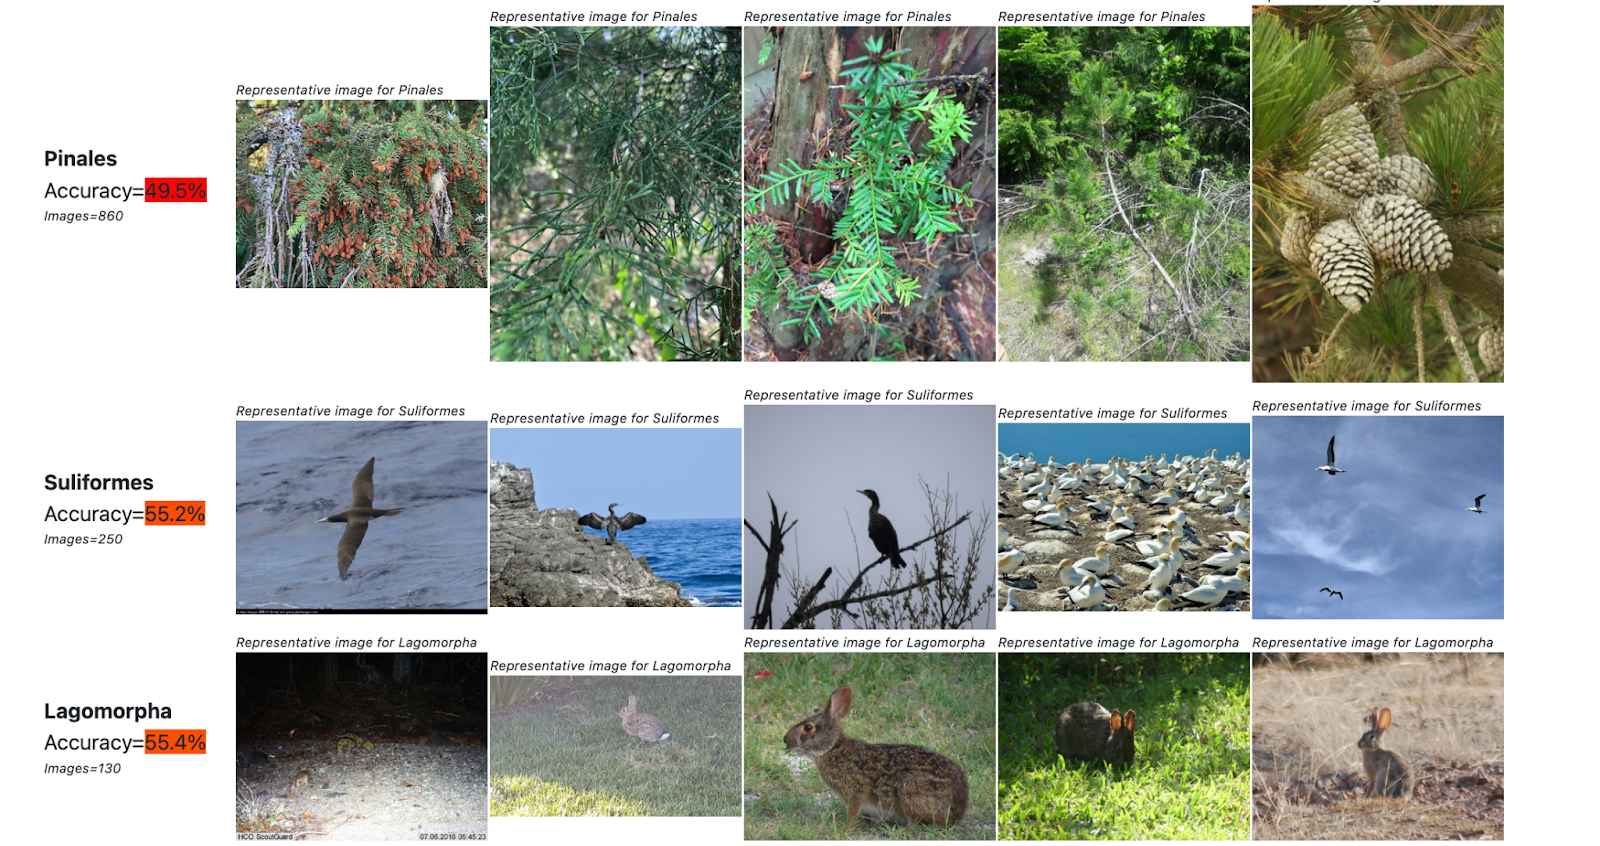 Representative image for Pinales
Representative image for Pinales
Representative image for Pinales
Representative image for Pinales
Pinales
Accuracy=49.5%
Images=860
Representative image for Suliformes
Representative image for Suliformes
Representative image for Suliformes
Representative image for Suliformes
Representative image for Suliformes
Suliformes
Accuracy=55.2%
Images=250
Representative image for Lagomorpha
Representative image for Lagomorpha
Representative image for Lagomorpha
Representative image for Lagomorpha
Representative image for Lagomorpha
Lagomorpha
Accuracy=55.4%
Images=130
HCO ScoutGuard
07.06.2016 05:45:23